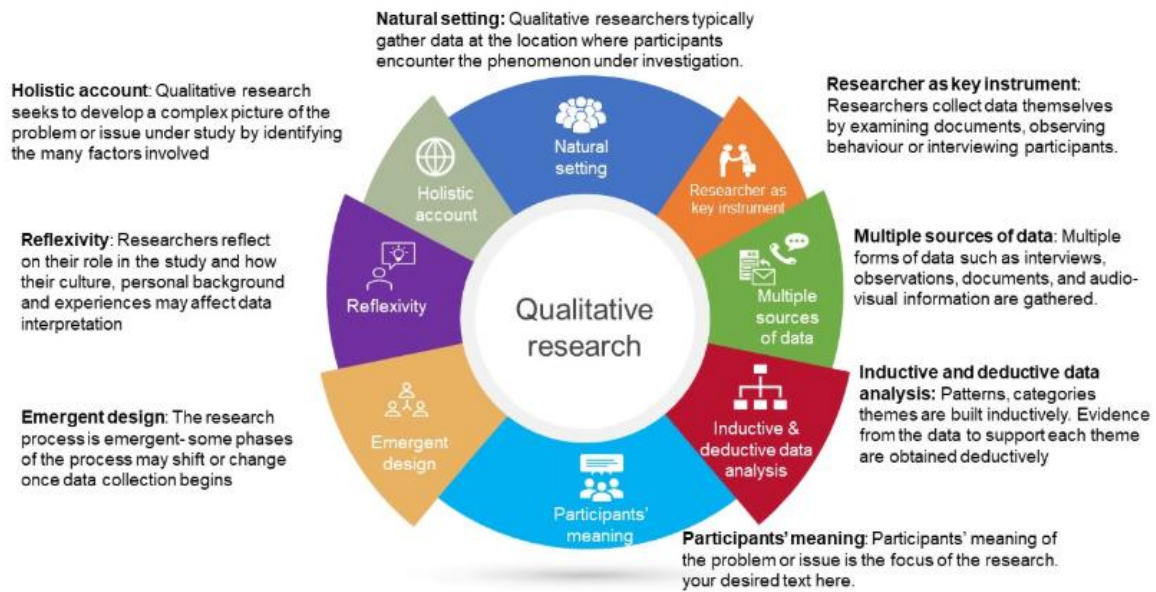 Natural setting: Qualitative researchers typically
gather data at the location where participants
encounter the phenomenon under investigation.
Holistic account: Qualitative research
seeks to develop a complex picture of the
problem or issue under study by identifying
the many factors involved
Researcher as key instrument:
Researchers collect data themselves
by examining documents, observing
behaviour or interviewing participants.
Natural
setting
Holistic
account
Researcher as
key instrument
Reflexivity: Researchers reflect
on their role in the study and how
their culture, personal background
and experiences may affect data
interpretation
Reflexivity
Qualitative
research
Multiple
sources
of data
Multiple sources of data: Multiple
forms of data such as interviews,
observations, documents, and audio-
visual information are gathered.
Emergent design: The research
process is emergent- some phases
of the process may shift or change
once data collection begins
Emergent
design
Inductive &
deductive data
analysis
Inductive and deductive data
analysis: Patterns, categories
themes are built inductively. Evidence
from the data to support each theme
are obtained deductively
Participants'
meaning
Participants' meaning: Participants' meaning of
the problem or issue is the focus of the research.
your desired text here.